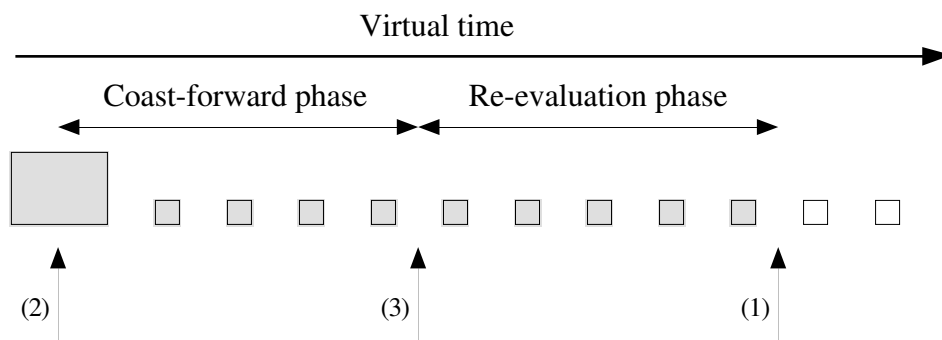 Virtual time
Coast-forward phase Re-evaluation phase
(2) (3) (1)